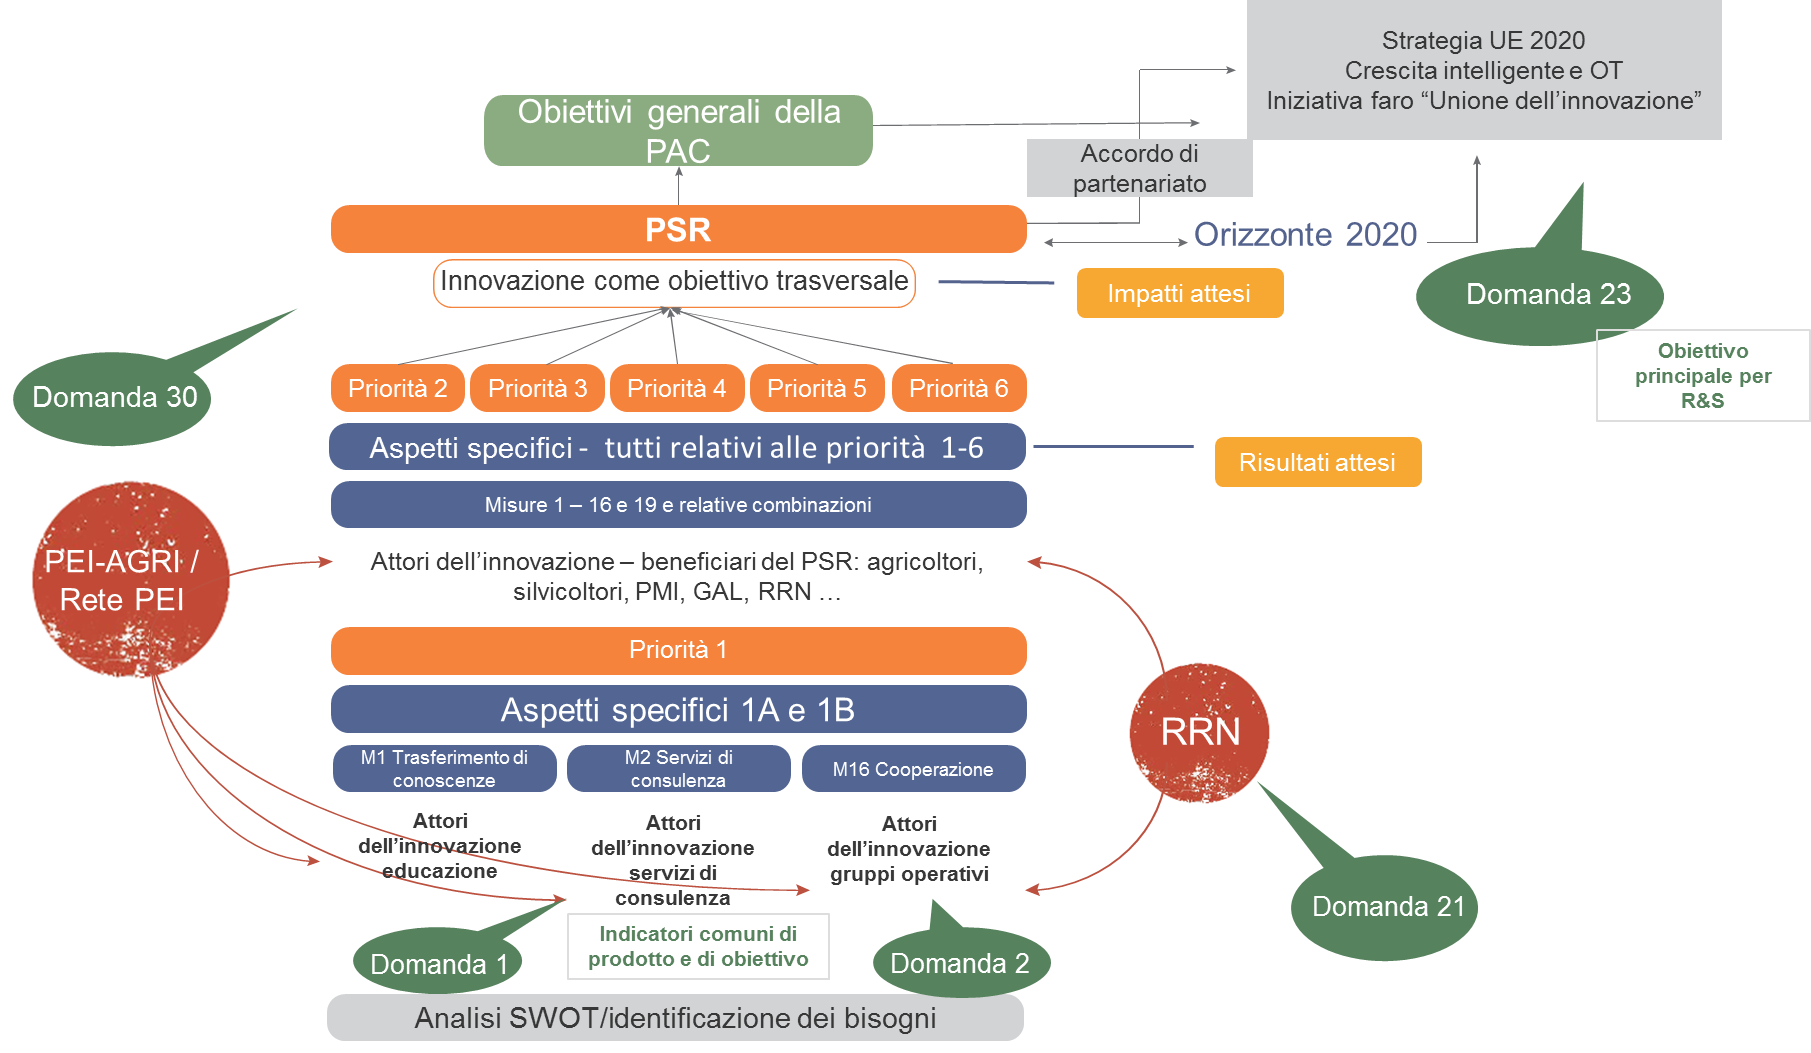 Strategia UE 2020
Crescita intelligente e OT
Iniziativa faro “Unione dell’innovazione”
Obiettivi generali della
PAC
Accordo di
partenariato
PSR
Orizzonte 2020
Innovazione come obiettivo trasversale
Impatti attesi
Domanda 23
Obiettivo
principale per
R&S
Domanda 30
Priorità 2
Priorità 3
Priorità 4
Priorità 5
Priorità 6
Aspetti specifici - tutti relativi alle priorità 1-6
Risultati attesi
Misure 1 – 16 e 19 e relative combinazioni
PEI-AGRI /
Rete PEI
Attori dell’innovazione – beneficiari del PSR: agricoltori,
silvicoltori, PMI, GAL, RRN …
Priorità 1
Aspetti specifici 1A e 1B
RRN
M1 Trasferimento di
conoscenze
M2 Servizi di
consulenza
M16 Cooperazione
Attori
dell’innovazione
educazione
Attori
dell’innovazione
servizi di
consulenza
Attori
dell’innovazione
gruppi operativi
Domanda 21
Domanda 1
Indicatori comuni di
prodotto e di obiettivo
Domanda 2
Analisi SWOT/identificazione dei bisogni